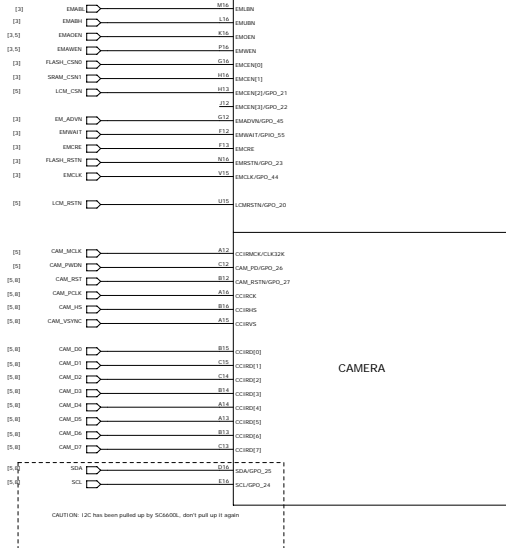 [3] EMABL M16 EMLBN
[3] EMABH L16 EMUBN
[3,5] EMAOEN K16 EMOEN
[3,5] EMAWEN P16 EMWEN
[3] FLASH_CSN0 G16 EMCEN[0]
[3] SRAM_CSN1 H16 EMCEN[1]
[5] LCM_CSN H13 EMCEN[2]/GPO_21
J12 EMCEN[3]/GPO_22
[3] EM_ADVN G12 EMADVN/GPO_45
[3] EMWAIT F12 EMWAIT/GPIO_55
[3] EMCRE F13 EMCRE
[3] FLASH_RSTN N16 EMRSTN/GPO_23
[3] EMCLK V15 EMCLK/GPO_44
[5] LCM_RSTN U15 LCMRSTN/GPO_20
[5] CAM_MCLK A12 CCIRMCK/CLK32K
[5] CAM_PWDN C12 CAM_PD/GPO_26
[5,8] CAM_RST B12 CAM_RSTN/GPO_27
[5,8] CAM_PCLK A16 CCIRCK
[5,8] CAM_HS B16 CCIRHS
[5,8] CAM_VSYNC A15 CCIRVS
[5,8] CAM_D0 B15 CCIRD[0]
[5,8] CAM_D1 C15 CCIRD[1]
CAMERA
[5,8] CAM_D2 C14 CCIRD[2]
[5,8] CAM_D3 B14 CCIRD[3]
[5,8] CAM_D4 A14 CCIRD[4]
[5,8] CAM_D5 A13 CCIRD[5]
[5,8] CAM_D6 B13 CCIRD[6]
[5,8] CAM_D7 C13 CCIRD[7]
[5,8] SDA D16 SDA/GPO_25
[5,8] SCL E16 SCL/GPO_24
CAUTION: I2C has been pulled up by SC6600L, don't pull up it again